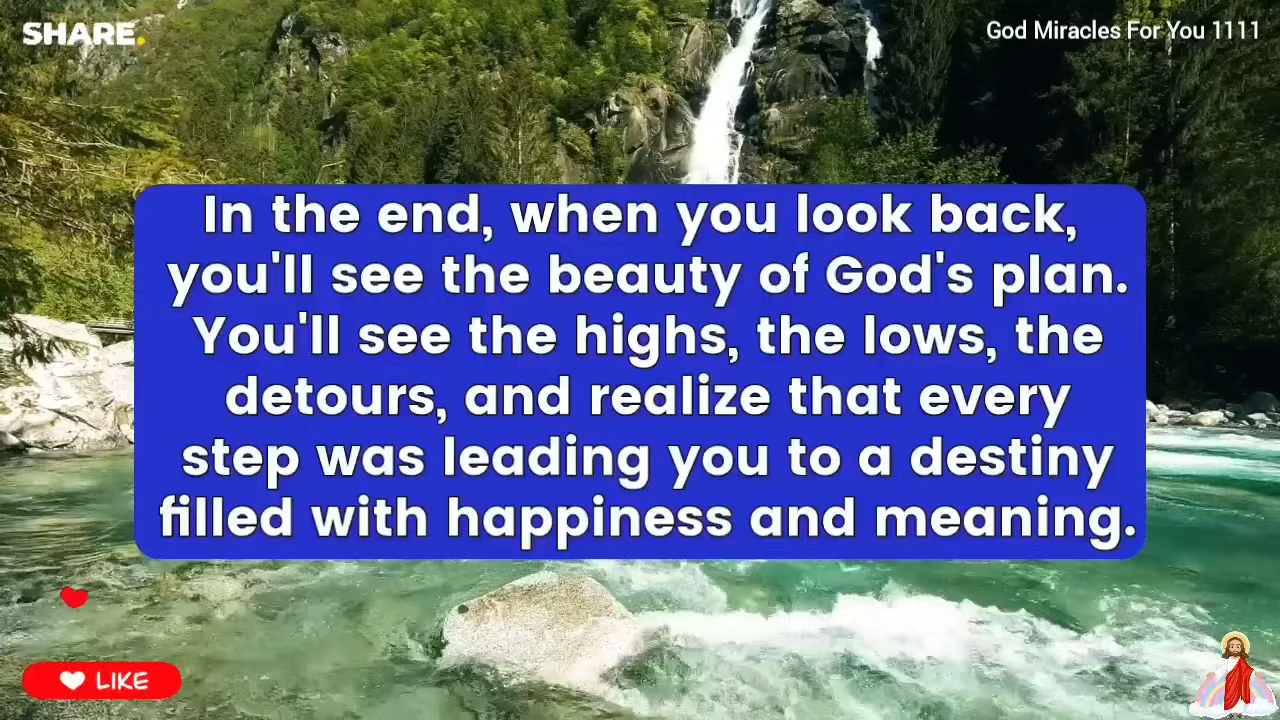 SHARE.
God Miracles For You 1111
In the end, when you look back,
you'll see the beauty of God's plan.
You'll see the highs, the lows, the
detours, and realize that every
step was leading you to a destiny
filled with happiness and meaning.
LIKE